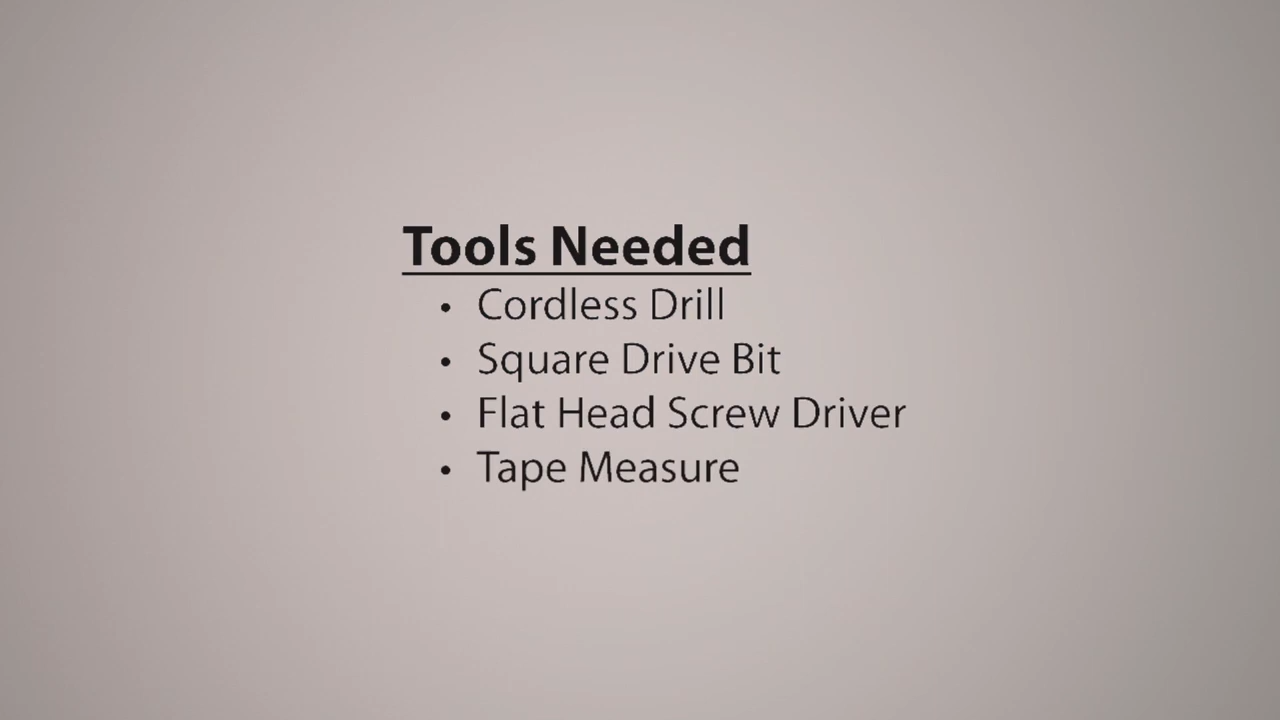 Tools Needed
• Cordless Drill
• Square Drive Bit
• Flat Head Screw Driver
• Tape Measure